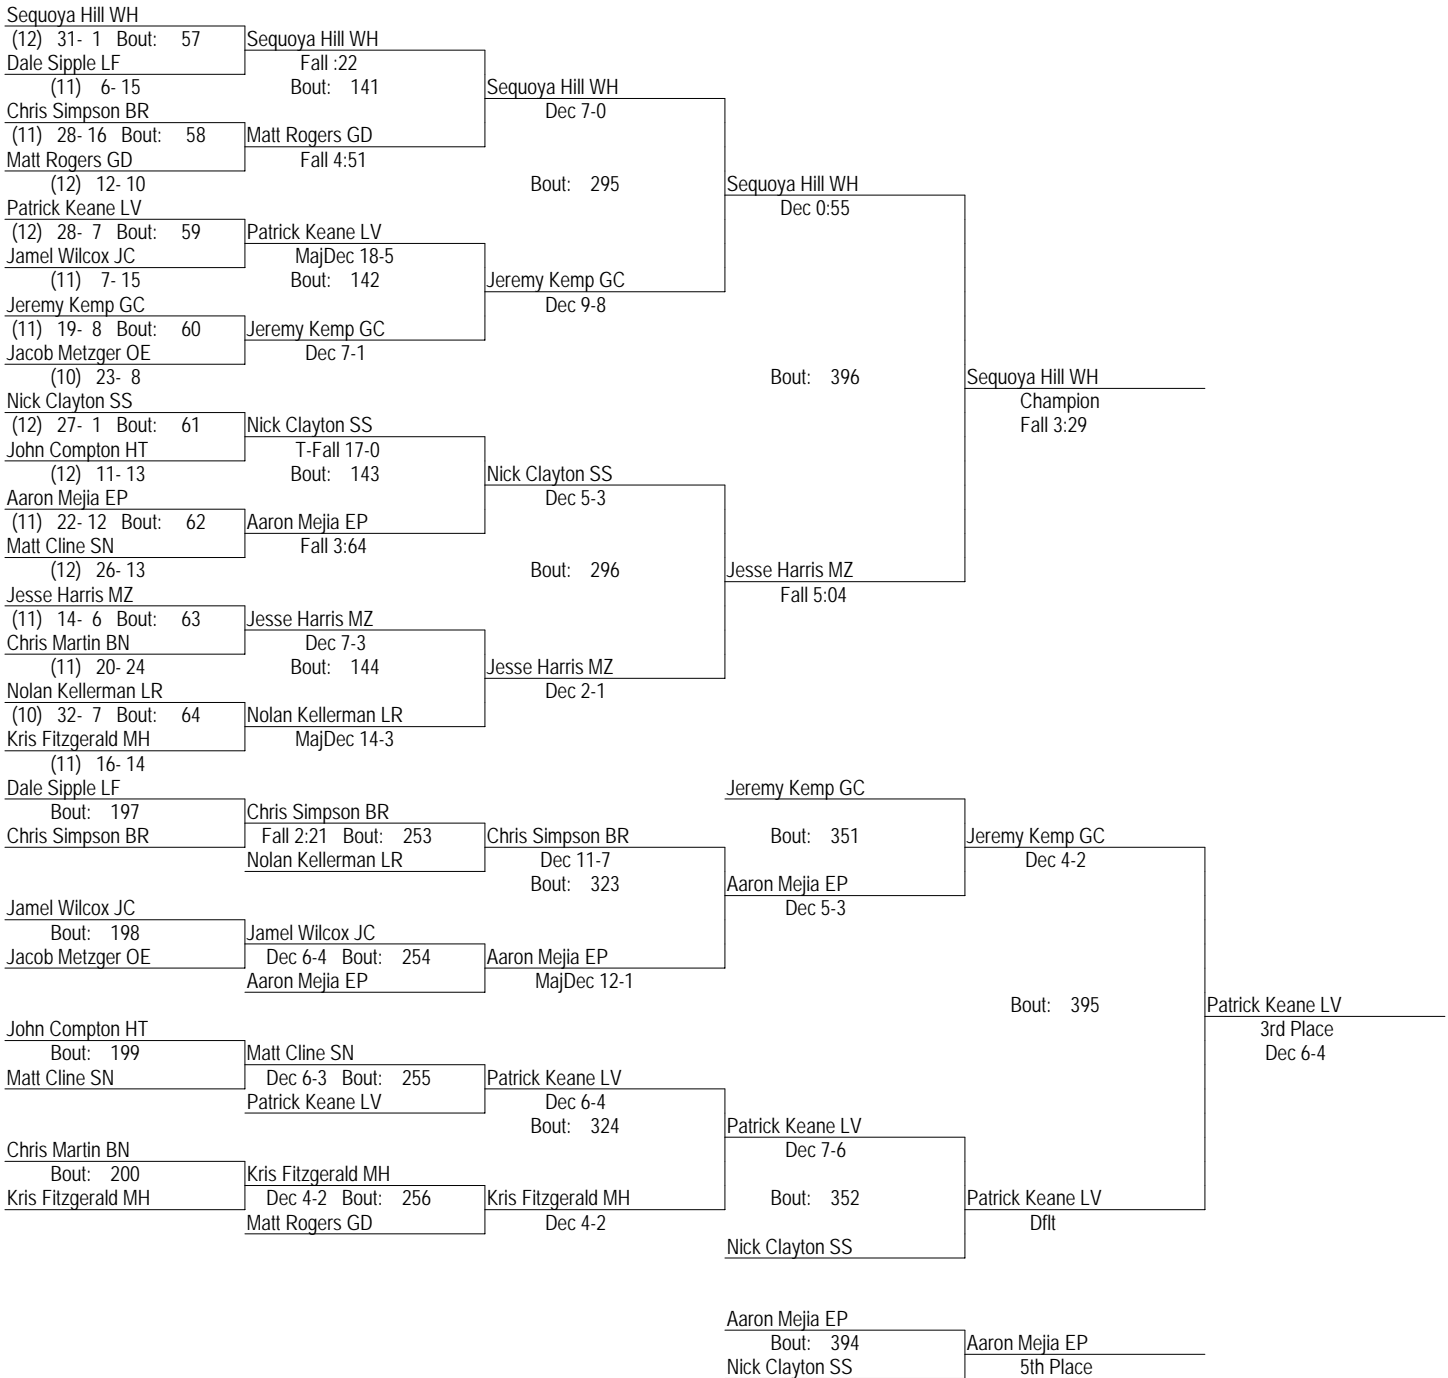 Sequoya Hill WH
(12) 31- 1 Bout: 57
Sequoya Hill WH
Dale Sipple LF
Fall :22
(11) 6- 15
Bout: 141
Sequoya Hill WH
Chris Simpson BR
Dec 7-0
(11) 28- 16 Bout: 58
Matt Rogers GD
Matt Rogers GD
Fall 4:51
(12) 12- 10
Bout: 295
Sequoya Hill WH
Patrick Keane LV
Dec 0:55
(12) 28- 7 Bout: 59
Patrick Keane LV
Jamel Wilcox JC
MajDec 18-5
(11) 7- 15
Bout: 142
Jeremy Kemp GC
Jeremy Kemp GC
Dec 9-8
(11) 19- 8 Bout: 60
Jeremy Kemp GC
Jacob Metzger OE
Dec 7-1
(10) 23- 8
Bout: 396
Sequoya Hill WH
Nick Clayton SS
Champion
(12) 27- 1 Bout: 61
Nick Clayton SS
Fall 3:29
John Compton HT
T-Fall 17-0
(12) 11- 13
Bout: 143
Nick Clayton SS
Aaron Mejia EP
Dec 5-3
(11) 22- 12 Bout: 62
Aaron Mejia EP
Matt Cline SN
Fall 3:64
(12) 26- 13
Bout: 296
Jesse Harris MZ
Jesse Harris MZ
Fall 5:04
(11) 14- 6 Bout: 63
Jesse Harris MZ
Chris Martin BN
Dec 7-3
(11) 20- 24
Bout: 144
Jesse Harris MZ
Nolan Kellerman LR
Dec 2-1
(10) 32- 7 Bout: 64
Nolan Kellerman LR
Kris Fitzgerald MH
MajDec 14-3
(11) 16- 14
Dale Sipple LF
Jeremy Kemp GC
Bout: 197
Chris Simpson BR
Chris Simpson BR
Fall 2:21 Bout: 253
Chris Simpson BR
Bout: 351
Jeremy Kemp GC
Nolan Kellerman LR
Dec 11-7
Dec 4-2
Bout: 323
Aaron Mejia EP
Jamel Wilcox JC
Dec 5-3
Bout: 198
Jamel Wilcox JC
Jacob Metzger OE
Dec 6-4 Bout: 254
Aaron Mejia EP
Aaron Mejia EP
MajDec 12-1
Bout: 395
Patrick Keane LV
John Compton HT
3rd Place
Bout: 199
Matt Cline SN
Dec 6-4
Matt Cline SN
Dec 6-3 Bout: 255
Patrick Keane LV
Patrick Keane LV
Dec 6-4
Bout: 324
Patrick Keane LV
Chris Martin BN
Dec 7-6
Bout: 200
Kris Fitzgerald MH
Kris Fitzgerald MH
Dec 4-2 Bout: 256
Kris Fitzgerald MH
Bout: 352
Patrick Keane LV
Matt Rogers GD
Dec 4-2
Dflt
Nick Clayton SS
Aaron Mejia EP
Bout: 394
Aaron Mejia EP
Nick Clayton SS
5th Place